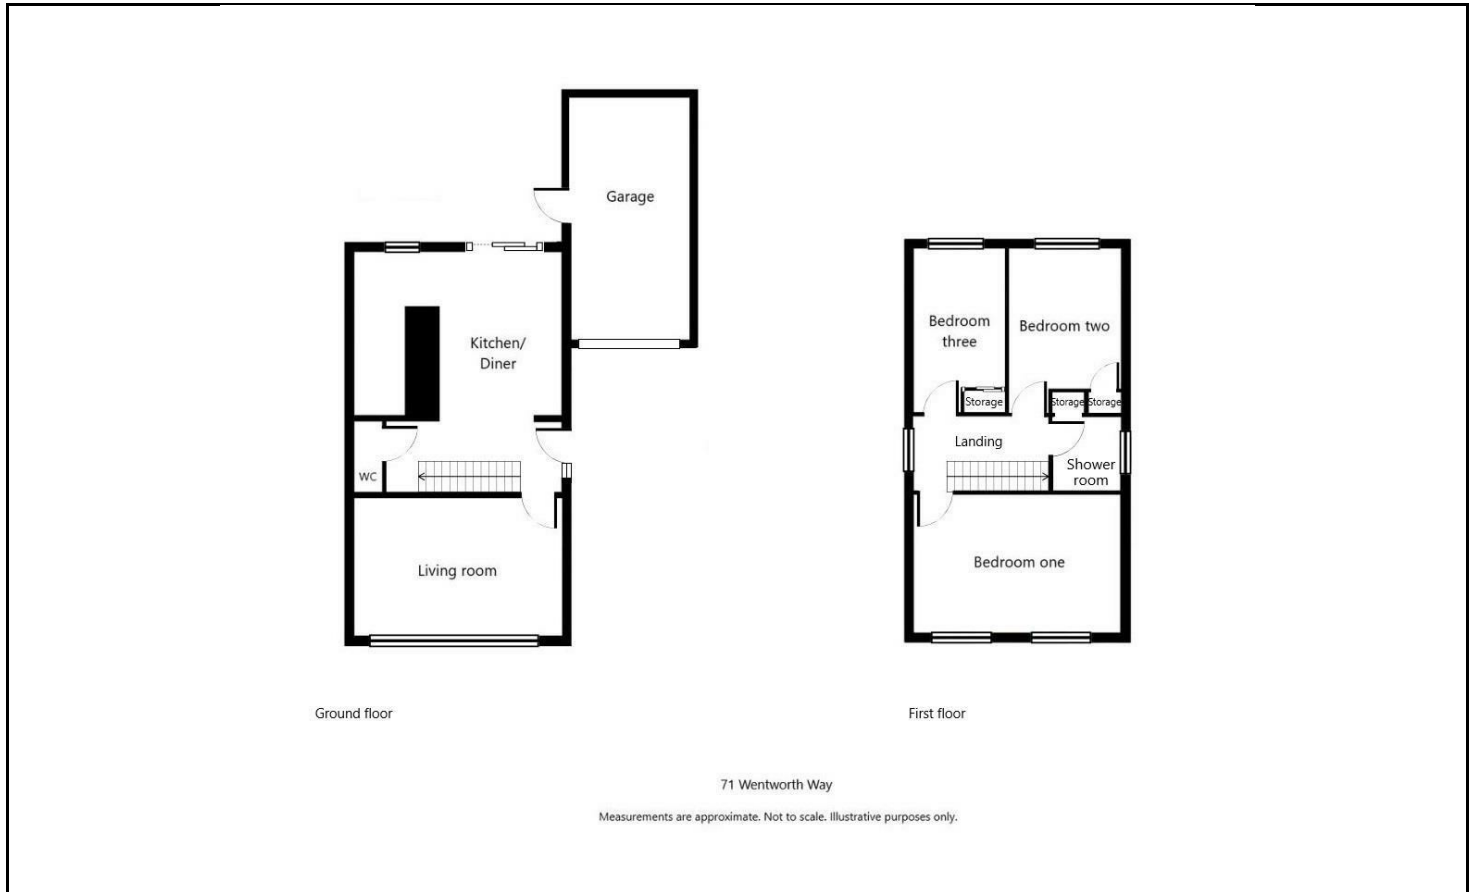 Garage
Kitchen/
Diner
WC
Living room
Ground floor
Bedroom
three
Bedroom two
Storage
Storage
Storage
Landing
Shower
room
Bedroom one
First floor
71 Wentworth Way
Measurements are approximate. Not to scale. Illustrative purposes only.